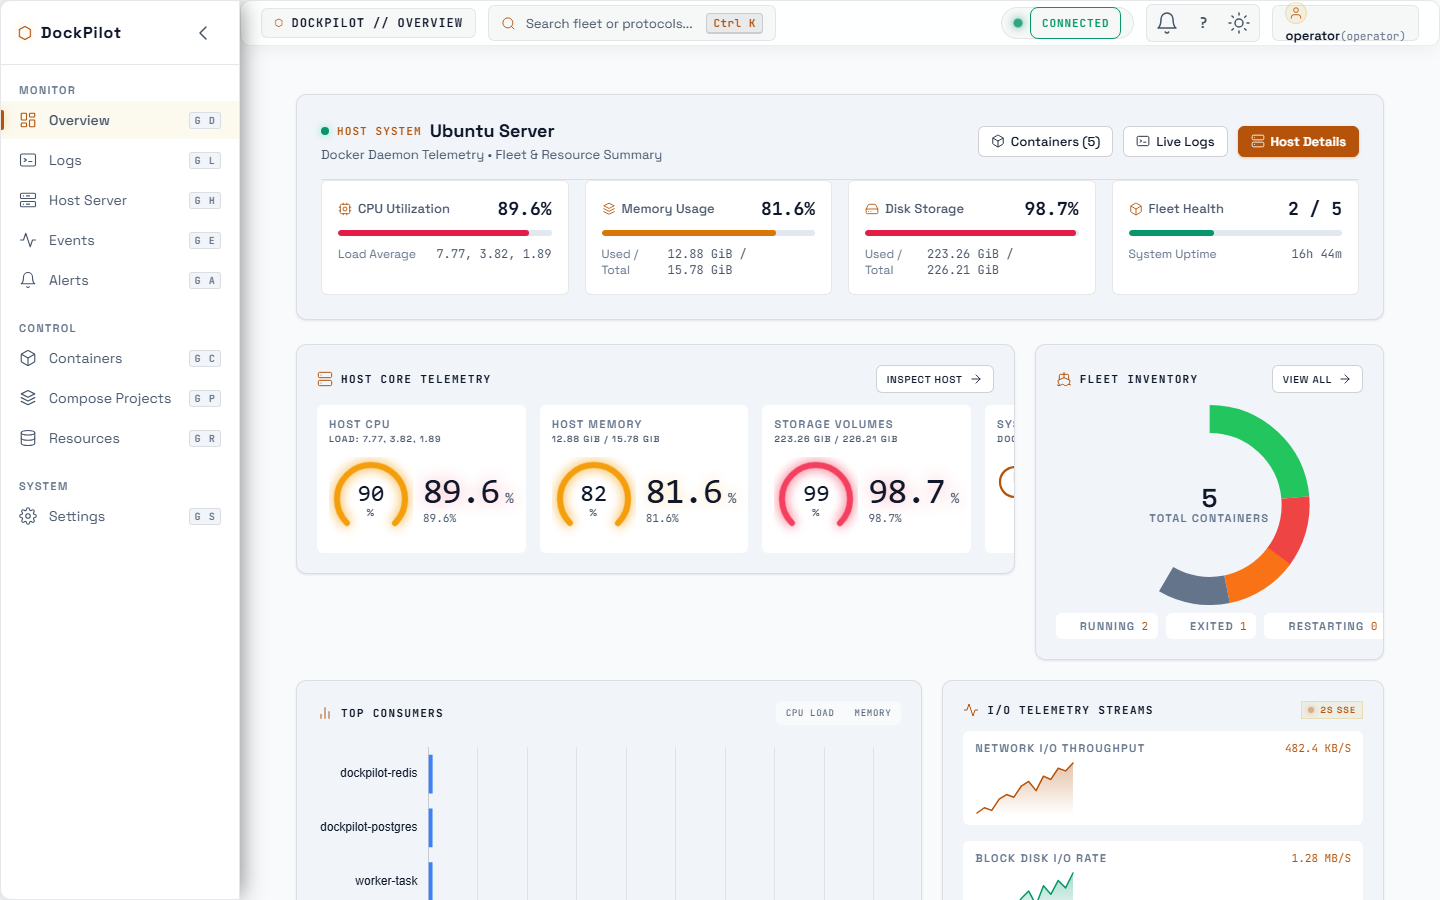 DockPilot
DOCKPILOT // OVERVIEW
Search fleet or protocols...
Ctrl K
CONNECTED
?
operator(operator)
MONITOR
Overview G D
Logs G L
Host Server G H
Events G E
Alerts G A
CONTROL
Containers G C
Compose Projects G P
Resources G R
SYSTEM
Settings G S
HOST SYSTEM Ubuntu Server
Docker Daemon Telemetry • Fleet & Resource Summary
Containers (5)
Live Logs
Host Details
CPU Utilization 89.6%
Load Average 7.77, 3.82, 1.89
Memory Usage 81.6%
Used / Total 12.88 GiB / 15.78 GiB
Disk Storage 98.7%
Used / Total 223.26 GiB / 226.21 GiB
Fleet Health 2 / 5
System Uptime 16h 44m
HOST CORE TELEMETRY
INSPECT HOST
HOST CPU
LOAD: 7.77, 3.82, 1.89
90 %
89.6 %
89.6%
HOST MEMORY
12.88 GIB / 15.78 GIB
82 %
81.6 %
81.6%
STORAGE VOLUMES
223.26 GIB / 226.21 GIB
99 %
98.7 %
98.7%
SYS
DOC
FLEET INVENTORY
VIEW ALL
5
TOTAL CONTAINERS
RUNNING 2
EXITED 1
RESTARTING 0
TOP CONSUMERS
CPU LOAD
MEMORY
dockpilot-redis
dockpilot-postgres
worker-task
I/O TELEMETRY STREAMS
2S SSE
NETWORK I/O THROUGHPUT 482.4 KB/S
BLOCK DISK I/O RATE 1.28 MB/S